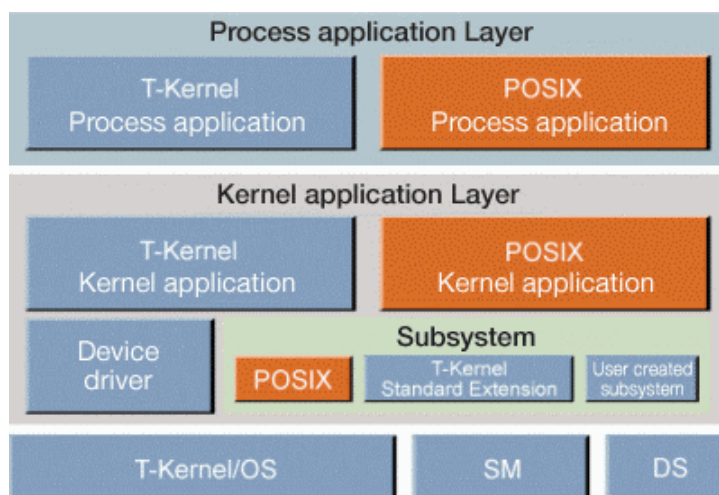 Process application Layer
T-Kernel
Process application
POSIX
Process application
Kernel application Layer
T-Kernel
Kernel application
POSIX
Kernel application
Device
driver
Subsystem
POSIX
T-Kernel
Standard Extension
User created
subsystem
T-Kernel/OS
SM
DS